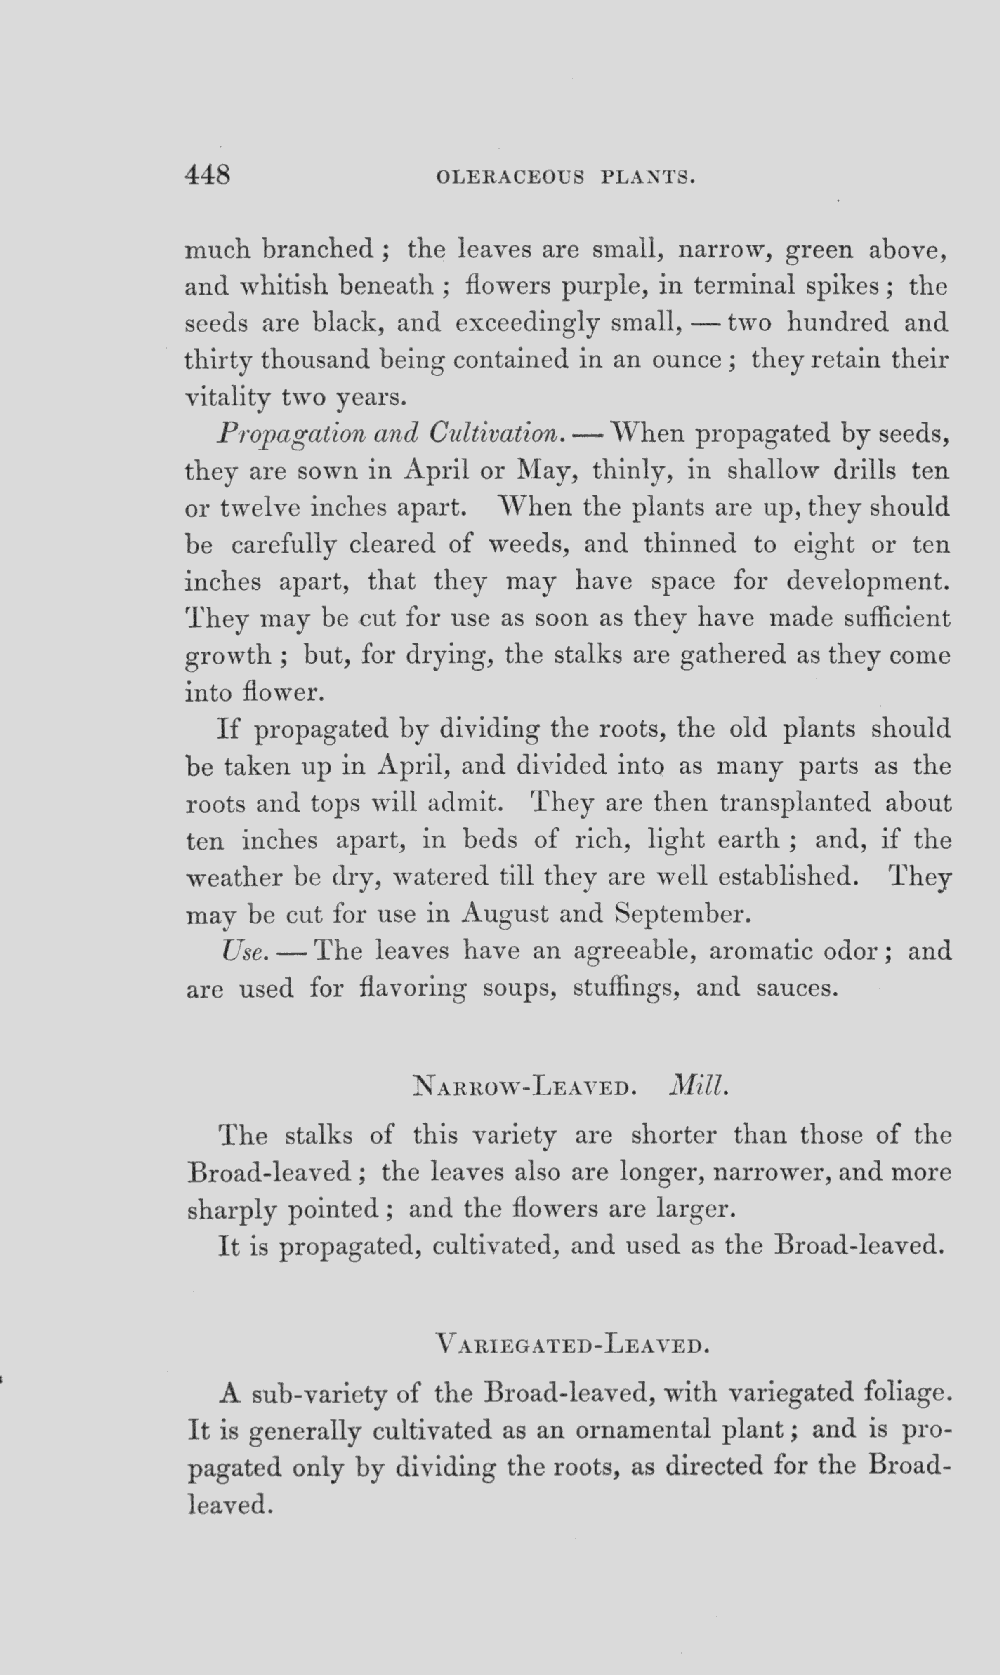 448 OLERACEOUS PLANTS.
much branched ; the leaves are small, narrow, green above,
and whitish beneath ; flowers purple, in terminal spikes ; the
seeds are black, and exceedingly small, — two hundred and
thirty thousand being contained in an ounce ; they retain their
vitality two years.
Propagation and Cultivation. — When propagated by seeds,
they are sown in April or May, thinly, in shallow drills ten
or twelve inches apart. When the plants are up, they should
be carefully cleared of weeds, and thinned to eight or ten
inches apart, that they may have space for development.
They may be cut for use as soon as they have made sufficient
growth ; but, for drying, the stalks are gathered as they come
into flower.
If propagated by dividing the roots, the old plants should
be taken up in April, and divided into as many parts as the
roots and tops will admit. They are then transplanted about
ten inches apart, in beds of rich, light earth ; and, if the
weather be dry, watered till they are well established. They
may be cut for use in August and September.
Use. — The leaves have an agreeable, aromatic odor ; and
are used for flavoring soups, stuffings, and sauces.
NARROW-LEAVED. Mill.
The stalks of this variety are shorter than those of the
Broad-leaved ; the leaves also are longer, narrower, and more
sharply pointed ; and the flowers are larger.
It is propagated, cultivated, and used as the Broad-leaved.
VARIEGATED-LEAVED.
A sub-variety of the Broad-leaved, with variegated foliage.
It is generally cultivated as an ornamental plant ; and is pro-
pagated only by dividing the roots, as directed for the Broad-
leaved.